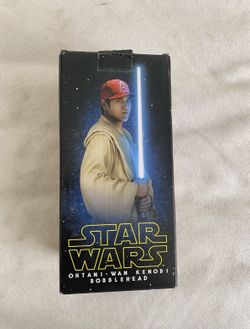 STAR
WARS
OHTANI-WAN KENOBI
BOBBLEHEAD